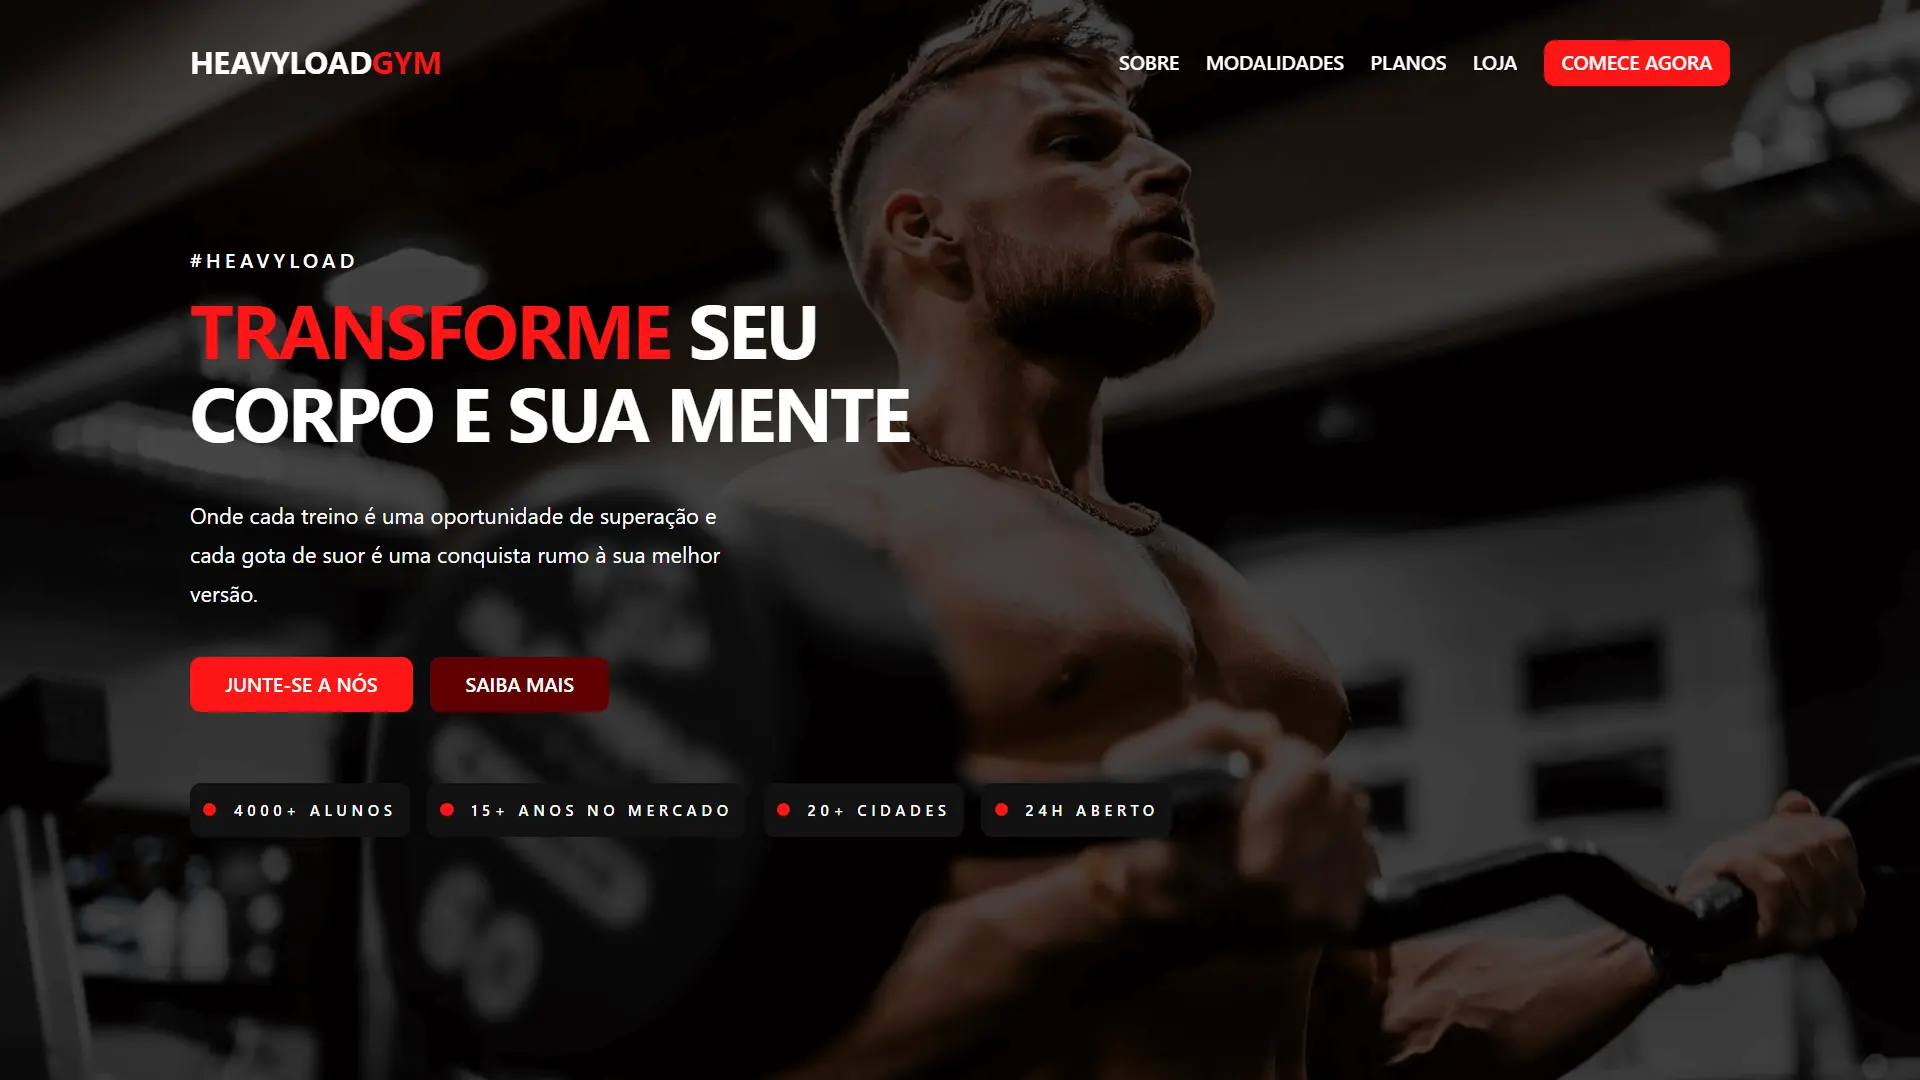 HEAVYLOADGYM
SOBRE MODALIDADES PLANOS LOJA COMECE AGORA
#HEAVYLOAD
TRANSFORME SEU
CORPO E SUA MENTE
Onde cada treino é uma oportunidade de superação e
cada gota de suor é uma conquista rumo à sua melhor
versão.
JUNTE-SE A NÓS SAIBA MAIS
4000+ ALUNOS 15+ ANOS NO MERCADO 20+ CIDADES 24H ABERTO